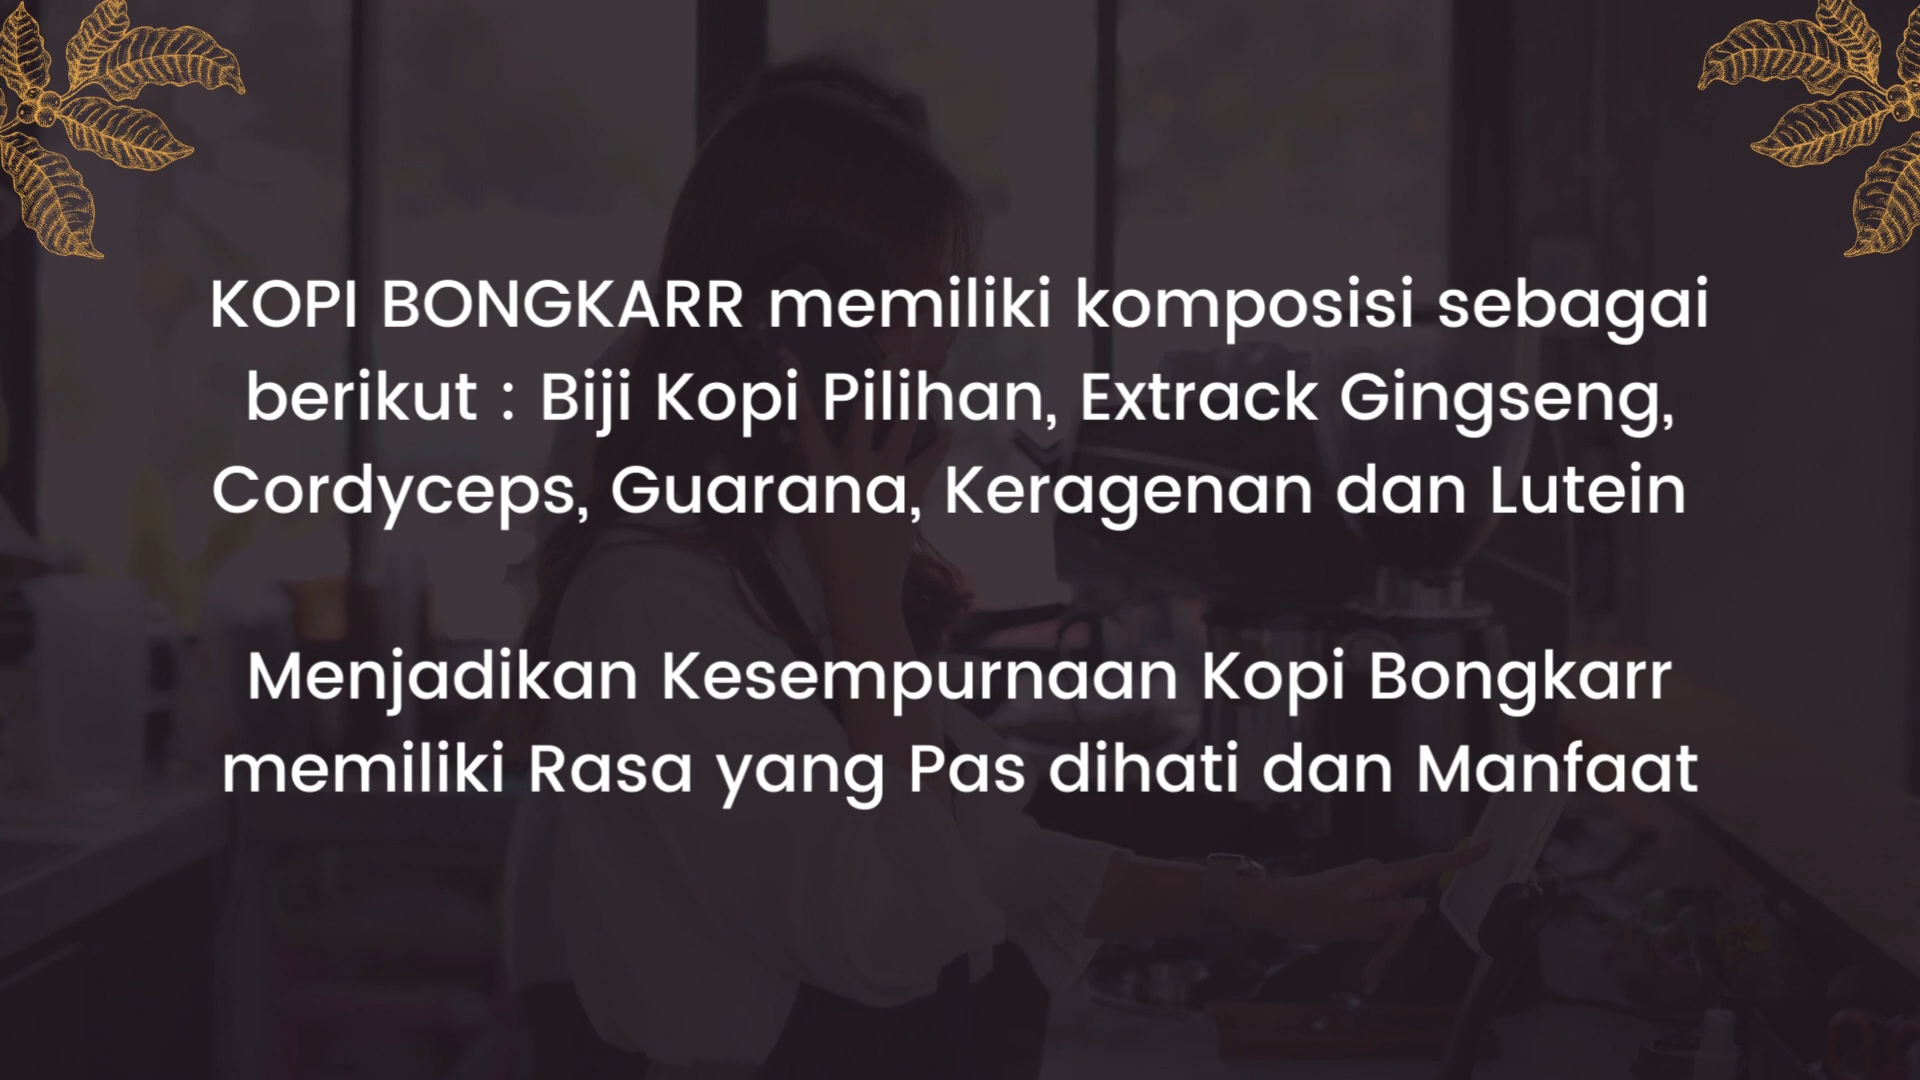 KOPI BONGKARR memiliki komposisi sebagai
berikut : Biji Kopi Pilihan, Extrack Gingseng,
Cordyceps, Guarana, Keragenan dan Lutein
Menjadikan Kesempurnaan Kopi Bongkarr
memiliki Rasa yang Pas dihati dan Manfaat